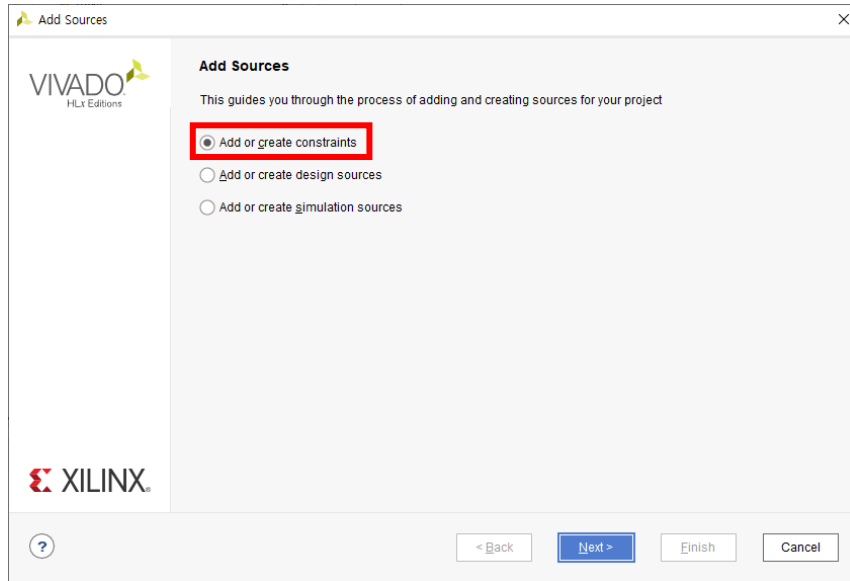 Add Sources
VIVADO.
HLx Editions
Add Sources
This guides you through the process of adding and creating sources for your project
Add or create constraints
Add or create design sources
Add or create simulation sources
XILINX.
?
< Back
Next >
Finish
Cancel